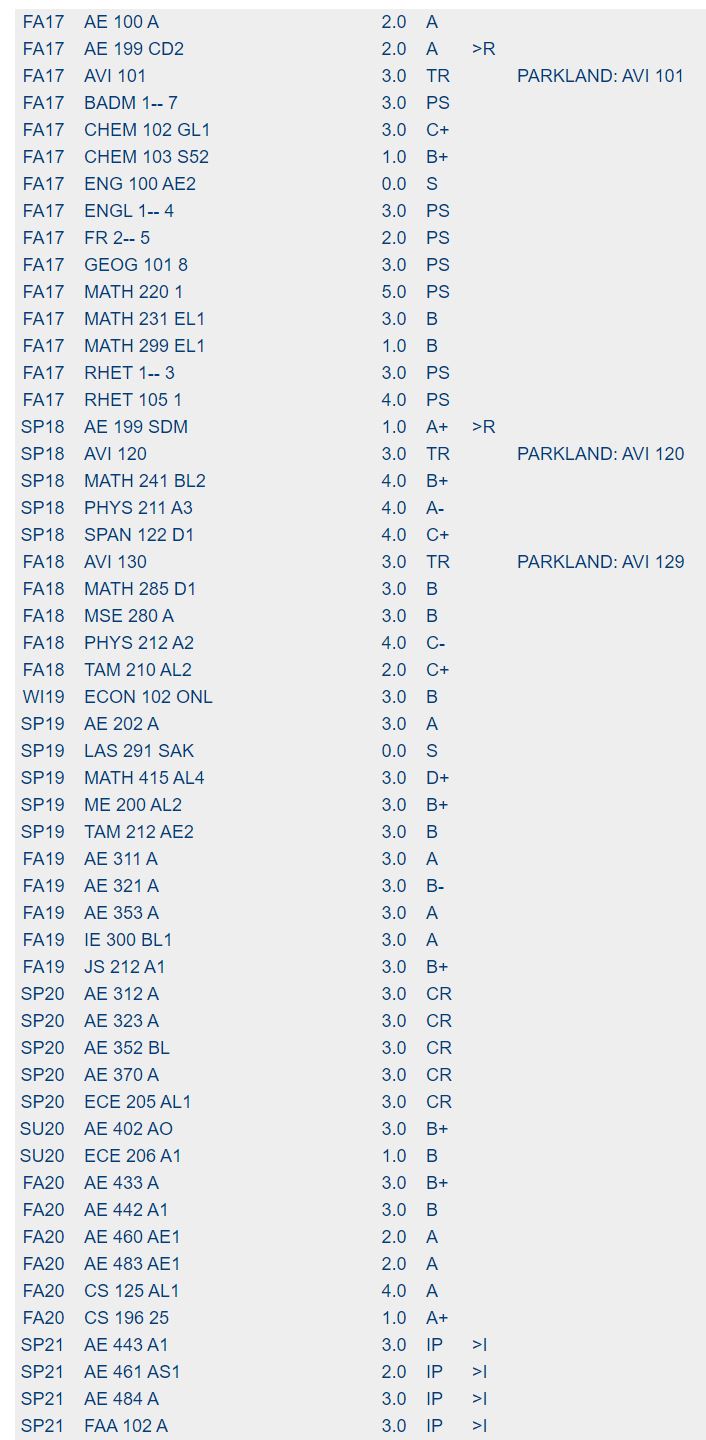 FA17 AE 100 A 2.0 A
FA17 AE 199 CD2 2.0 A >R
FA17 AVI 101 3.0 TR PARKLAND: AVI 101
FA17 BADM 1-- 7 3.0 PS
FA17 CHEM 102 GL1 3.0 C+
FA17 CHEM 103 S52 1.0 B+
FA17 ENG 100 AE2 0.0 S
FA17 ENGL 1-- 4 3.0 PS
FA17 FR 2-- 5 2.0 PS
FA17 GEOG 101 8 3.0 PS
FA17 MATH 220 1 5.0 PS
FA17 MATH 231 EL1 3.0 B
FA17 MATH 299 EL1 1.0 B
FA17 RHET 1-- 3 3.0 PS
FA17 RHET 105 1 4.0 PS
SP18 AE 199 SDM 1.0 A+ >R
SP18 AVI 120 3.0 TR PARKLAND: AVI 120
SP18 MATH 241 BL2 4.0 B+
SP18 PHYS 211 A3 4.0 A-
SP18 SPAN 122 D1 4.0 C+
FA18 AVI 130 3.0 TR PARKLAND: AVI 129
FA18 MATH 285 D1 3.0 B
FA18 MSE 280 A 3.0 B
FA18 PHYS 212 A2 4.0 C-
FA18 TAM 210 AL2 2.0 C+
WI19 ECON 102 ONL 3.0 B
SP19 AE 202 A 3.0 A
SP19 LAS 291 SAK 0.0 S
SP19 MATH 415 AL4 3.0 D+
SP19 ME 200 AL2 3.0 B+
SP19 TAM 212 AE2 3.0 B
FA19 AE 311 A 3.0 A
FA19 AE 321 A 3.0 B-
FA19 AE 353 A 3.0 A
FA19 IE 300 BL1 3.0 A
FA19 JS 212 A1 3.0 B+
SP20 AE 312 A 3.0 CR
SP20 AE 323 A 3.0 CR
SP20 AE 352 BL 3.0 CR
SP20 AE 370 A 3.0 CR
SP20 ECE 205 AL1 3.0 CR
SU20 AE 402 AO 3.0 B+
SU20 ECE 206 A1 1.0 B
FA20 AE 433 A 3.0 B+
FA20 AE 442 A1 3.0 B
FA20 AE 460 AE1 2.0 A
FA20 AE 483 AE1 2.0 A
FA20 CS 125 AL1 4.0 A
FA20 CS 196 25 1.0 A+
SP21 AE 443 A1 3.0 IP >I
SP21 AE 461 AS1 2.0 IP >I
SP21 AE 484 A 3.0 IP >I
SP21 FAA 102 A 3.0 IP >I